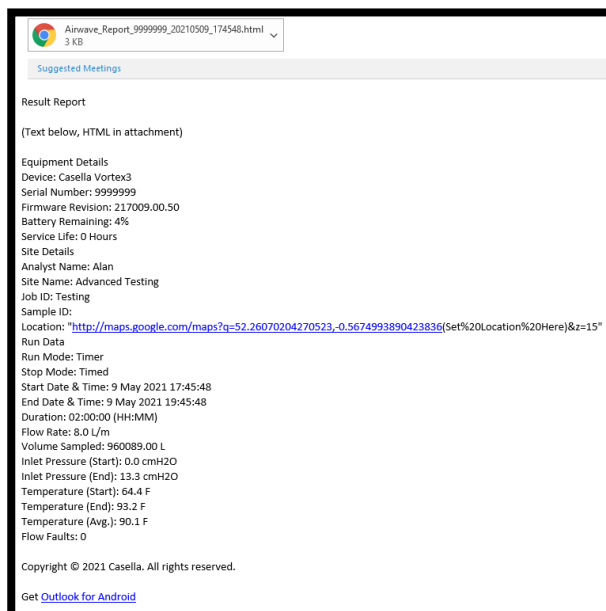 Airwave_Report_9999999_20210509_174548.html
3 KB
Suggested Meetings
Result Report
(Text below, HTML in attachment)
Equipment Details
Device: Casella Vortex3
Serial Number: 9999999
Firmware Revision: 217009.00.50
Battery Remaining: 4%
Service Life: 0 Hours
Site Details
Analyst Name: Alan
Site Name: Advanced Testing
Job ID: Testing
Sample ID:
Location: "http://maps.google.com/maps?q=52.26070204270523,-0.5674993890423836(Set%20Location%20Here)&z=15"
Run Data
Run Mode: Timer
Stop Mode: Timed
Start Date & Time: 9 May 2021 17:45:48
End Date & Time: 9 May 2021 19:45:48
Duration: 02:00:00 (HH:MM)
Flow Rate: 8.0 L/m
Volume Sampled: 960089.00 L
Inlet Pressure (Start): 0.0 cmH2O
Inlet Pressure (End): 13.3 cmH2O
Temperature (Start): 64.4 F
Temperature (End): 93.2 F
Temperature (Avg.): 90.1 F
Flow Faults: 0
Copyright © 2021 Casella. All rights reserved.
Get Outlook for Android